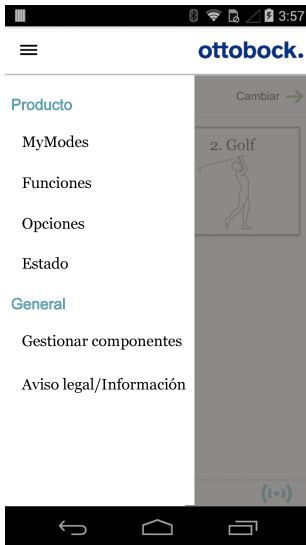 3:57
ottobock.
Producto
Cambiar
MyModes
2. Golf
Funciones
Opciones
Estado
General
Gestionar componentes
Aviso legal/Información